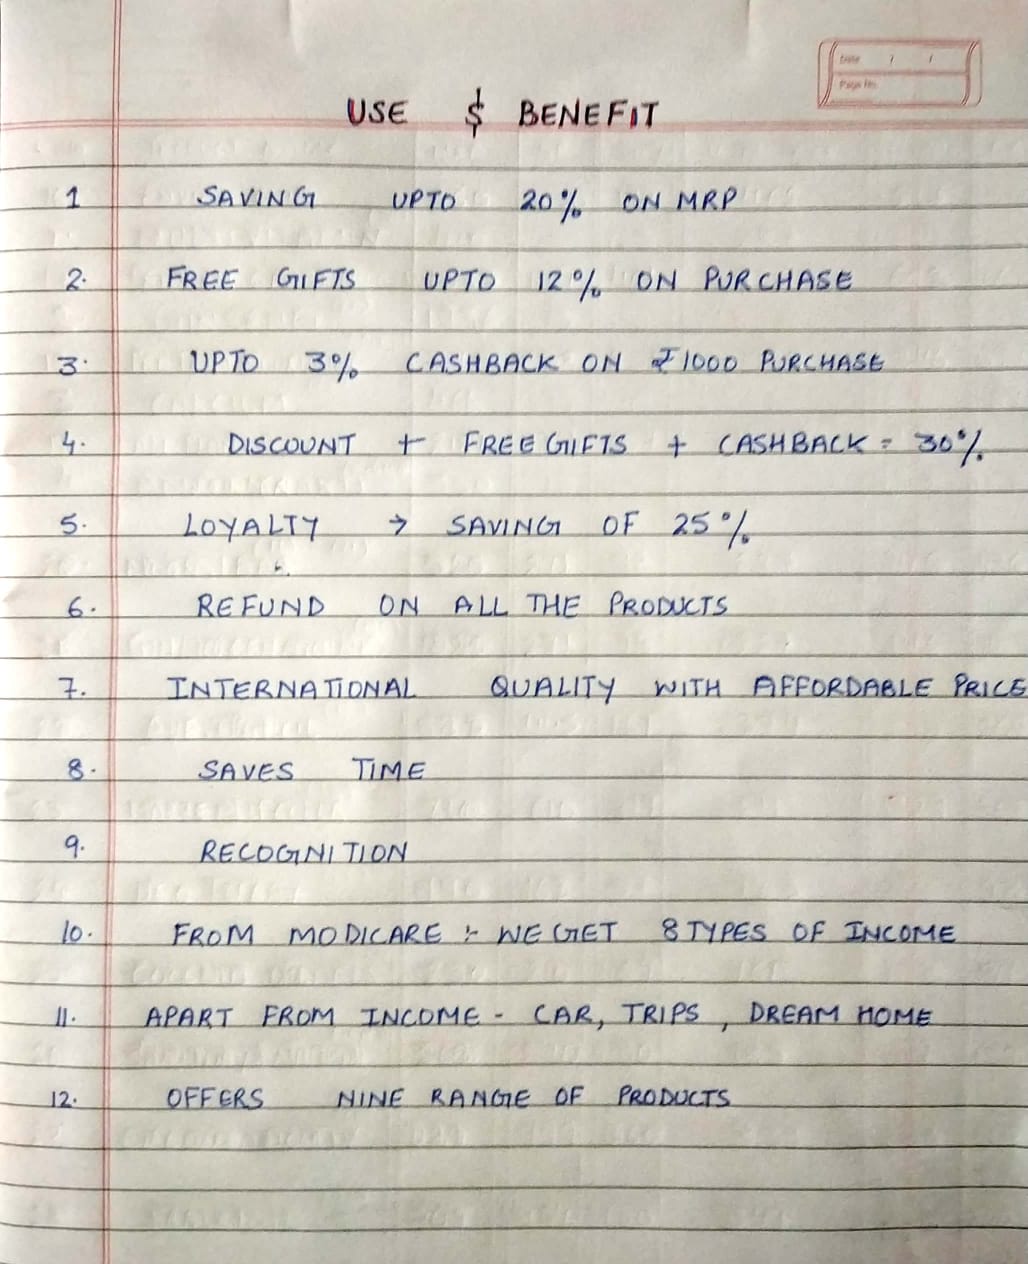 Date / /
Page No.
USE $ BENEFIT
1 SAVING UPTO 20% ON MRP
2. FREE GIFTS UPTO 12% ON PURCHASE
3. UPTO 3% CASHBACK ON ₹1000 PURCHASE
4. DISCOUNT + FREE GIFTS + CASHBACK = 30%
5. LOYALTY → SAVING OF 25%
6. REFUND ON ALL THE PRODUCTS
7. INTERNATIONAL QUALITY WITH AFFORDABLE PRICE
8. SAVES TIME
9. RECOGNITION
10. FROM MODICARE :- WE GET 8 TYPES OF INCOME
11. APART FROM INCOME - CAR, TRIPS, DREAM HOME
12. OFFERS NINE RANGE OF PRODUCTS